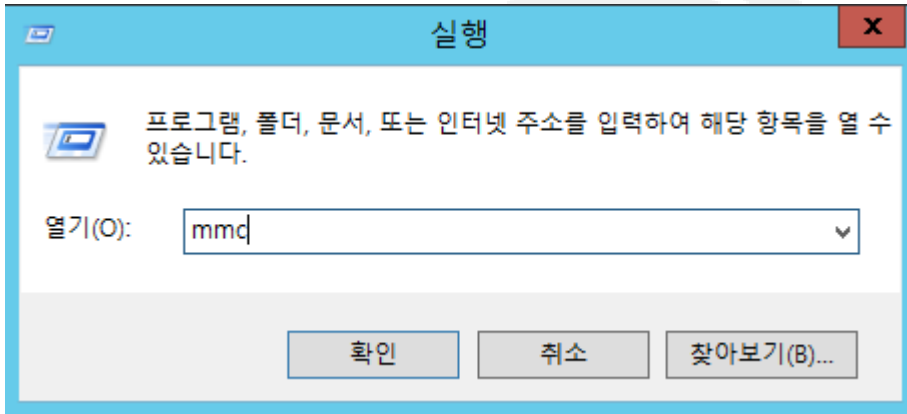 실행
프로그램, 폴더, 문서, 또는 인터넷 주소를 입력하여 해당 항목을 열 수
있습니다.
열기(O): mmc
확인 취소 찾아보기(B)...